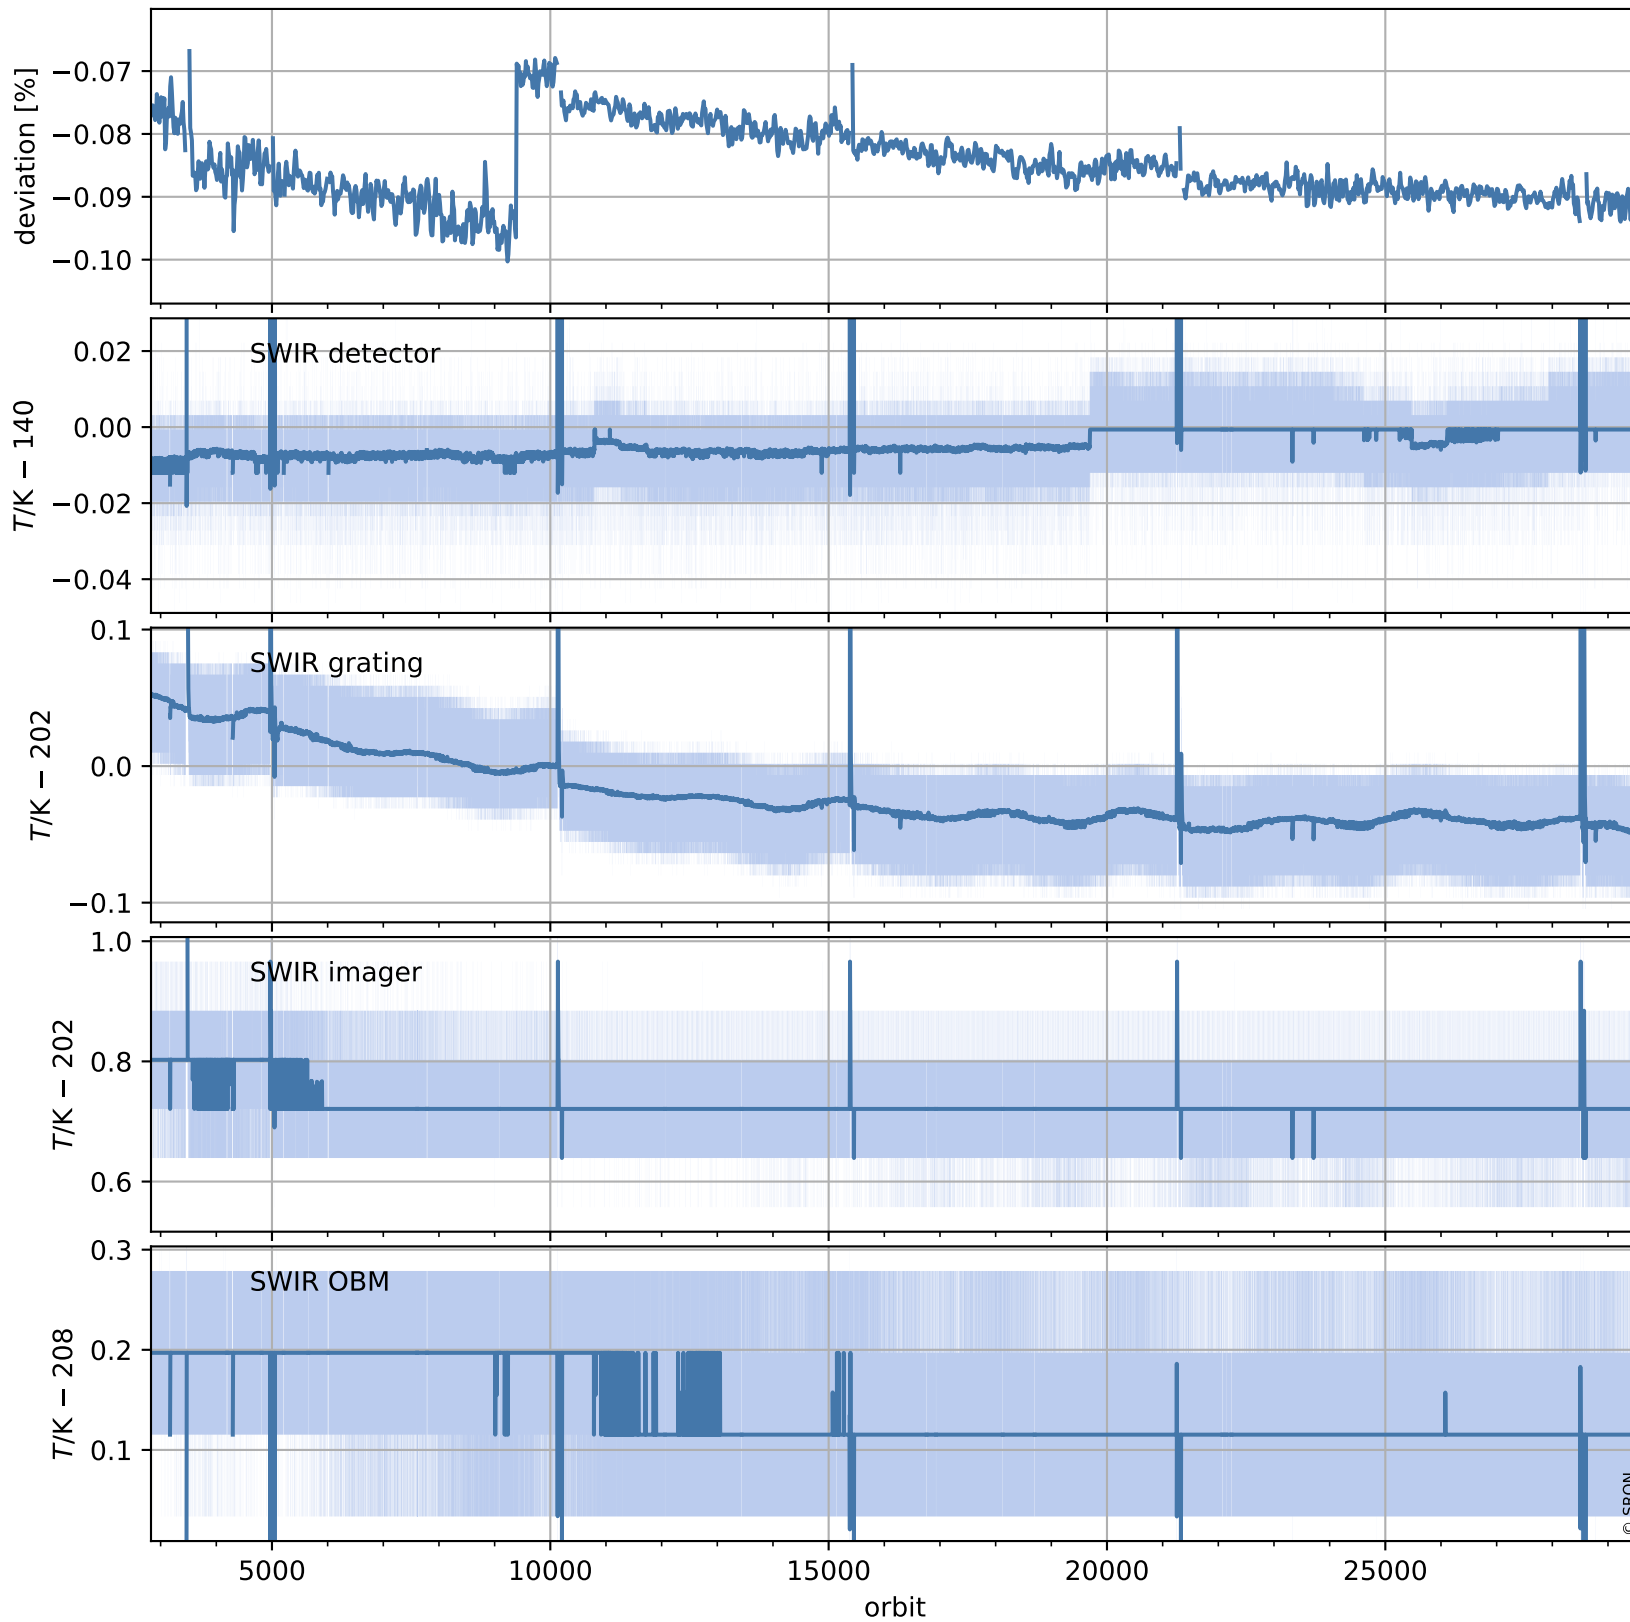 deviation [%]
−0.07
−0.08
−0.09
−0.10
SWIR detector
T/K − 140
0.02
0.00
−0.02
−0.04
SWIR grating
T/K − 202
0.1
0.0
−0.1
SWIR imager
T/K − 202
1.0
0.8
0.6
SWIR OBM
T/K − 208
0.3
0.2
0.1
© SRON
5000
10000
15000
20000
25000
orbit